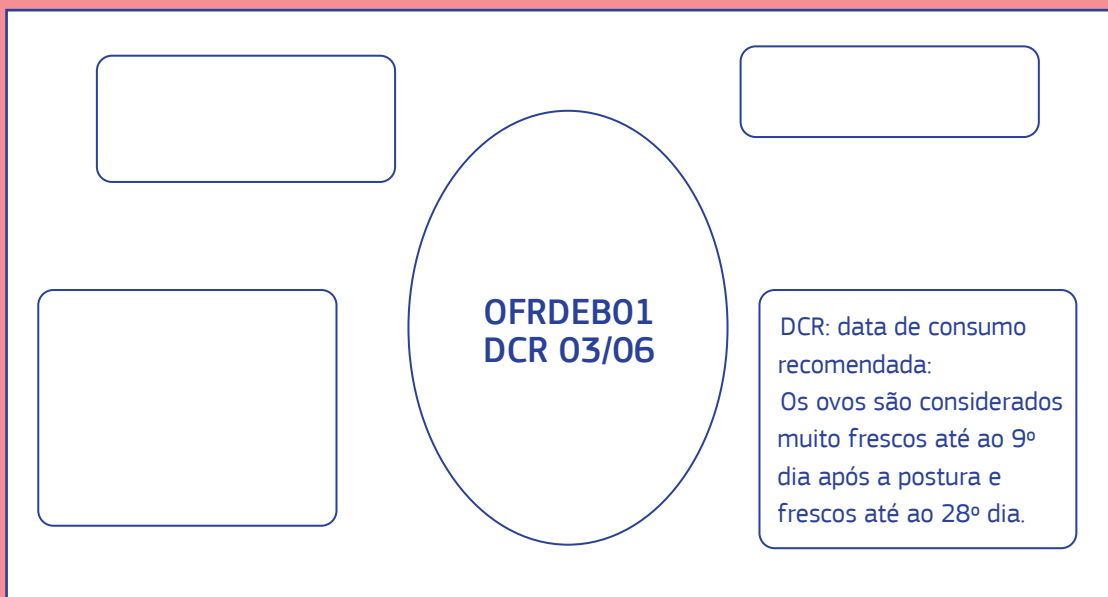 0FRDEB01
DCR 03/06
DCR: data de consumo
recomendada:
Os ovos são considerados
muito frescos até ao 9º
dia após a postura e
frescos até ao 28º dia.